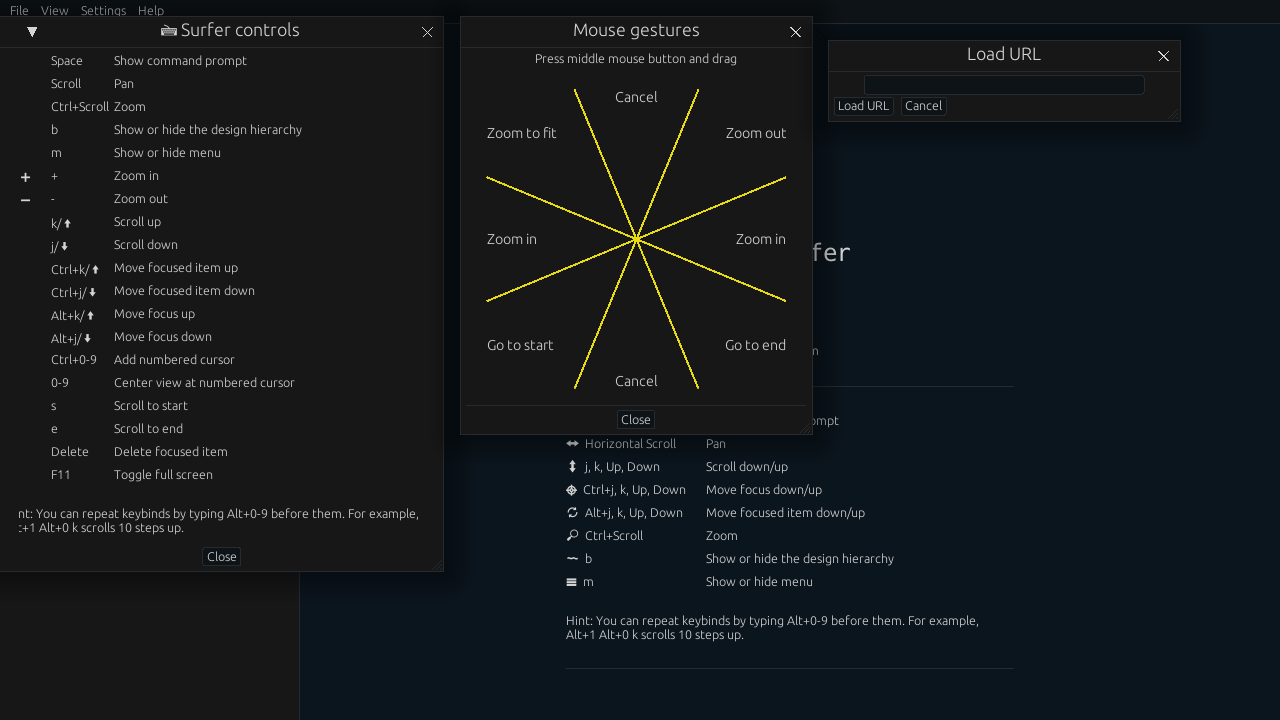 File View Settings Help
Surfer controls
Space Show command prompt
Scroll Pan
Ctrl+Scroll Zoom
b Show or hide the design hierarchy
m Show or hide menu
+ Zoom in
- Zoom out
k/ Scroll up
j/ Scroll down
Ctrl+k/ Move focused item up
Ctrl+j/ Move focused item down
Alt+k/ Move focus up
Alt+j/ Move focus down
Ctrl+0-9 Add numbered cursor
0-9 Center view at numbered cursor
s Scroll to start
e Scroll to end
Delete Delete focused item
F11 Toggle full screen
nt: You can repeat keybinds by typing Alt+0-9 before them. For example,
+1 Alt+0 k scrolls 10 steps up.
Close
Mouse gestures
Press middle mouse button and drag
Cancel
Zoom to fit Zoom out
Zoom in Zoom in
Go to start Go to end
Cancel
Close
Load URL
Load URL Cancel
fer
m
mpt
Horizontal Scroll Pan
j, k, Up, Down Scroll down/up
Ctrl+j, k, Up, Down Move focus down/up
Alt+j, k, Up, Down Move focused item down/up
Ctrl+Scroll Zoom
b Show or hide the design hierarchy
m Show or hide menu
Hint: You can repeat keybinds by typing Alt+0-9 before them. For example,
Alt+1 Alt+0 k scrolls 10 steps up.